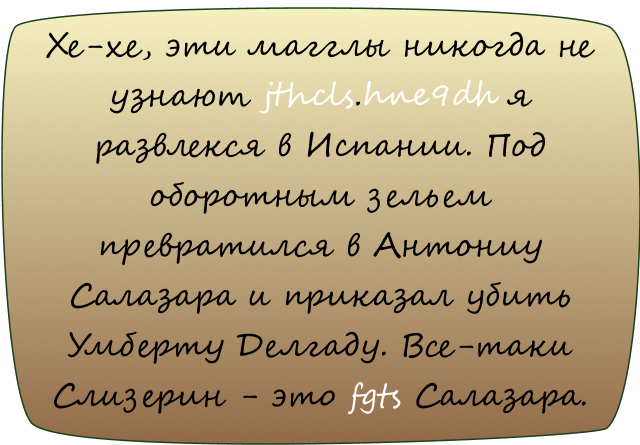 Хе-хе, эти магглы никогда не
узнают jthcls.hne9dh я
развлекся в Испании. Под
оборотным зельем
превратился в Антониу
Салазара и приказал убить
Умберту Делгаду. Все-таки
Слизерин - это fgts Салазара.